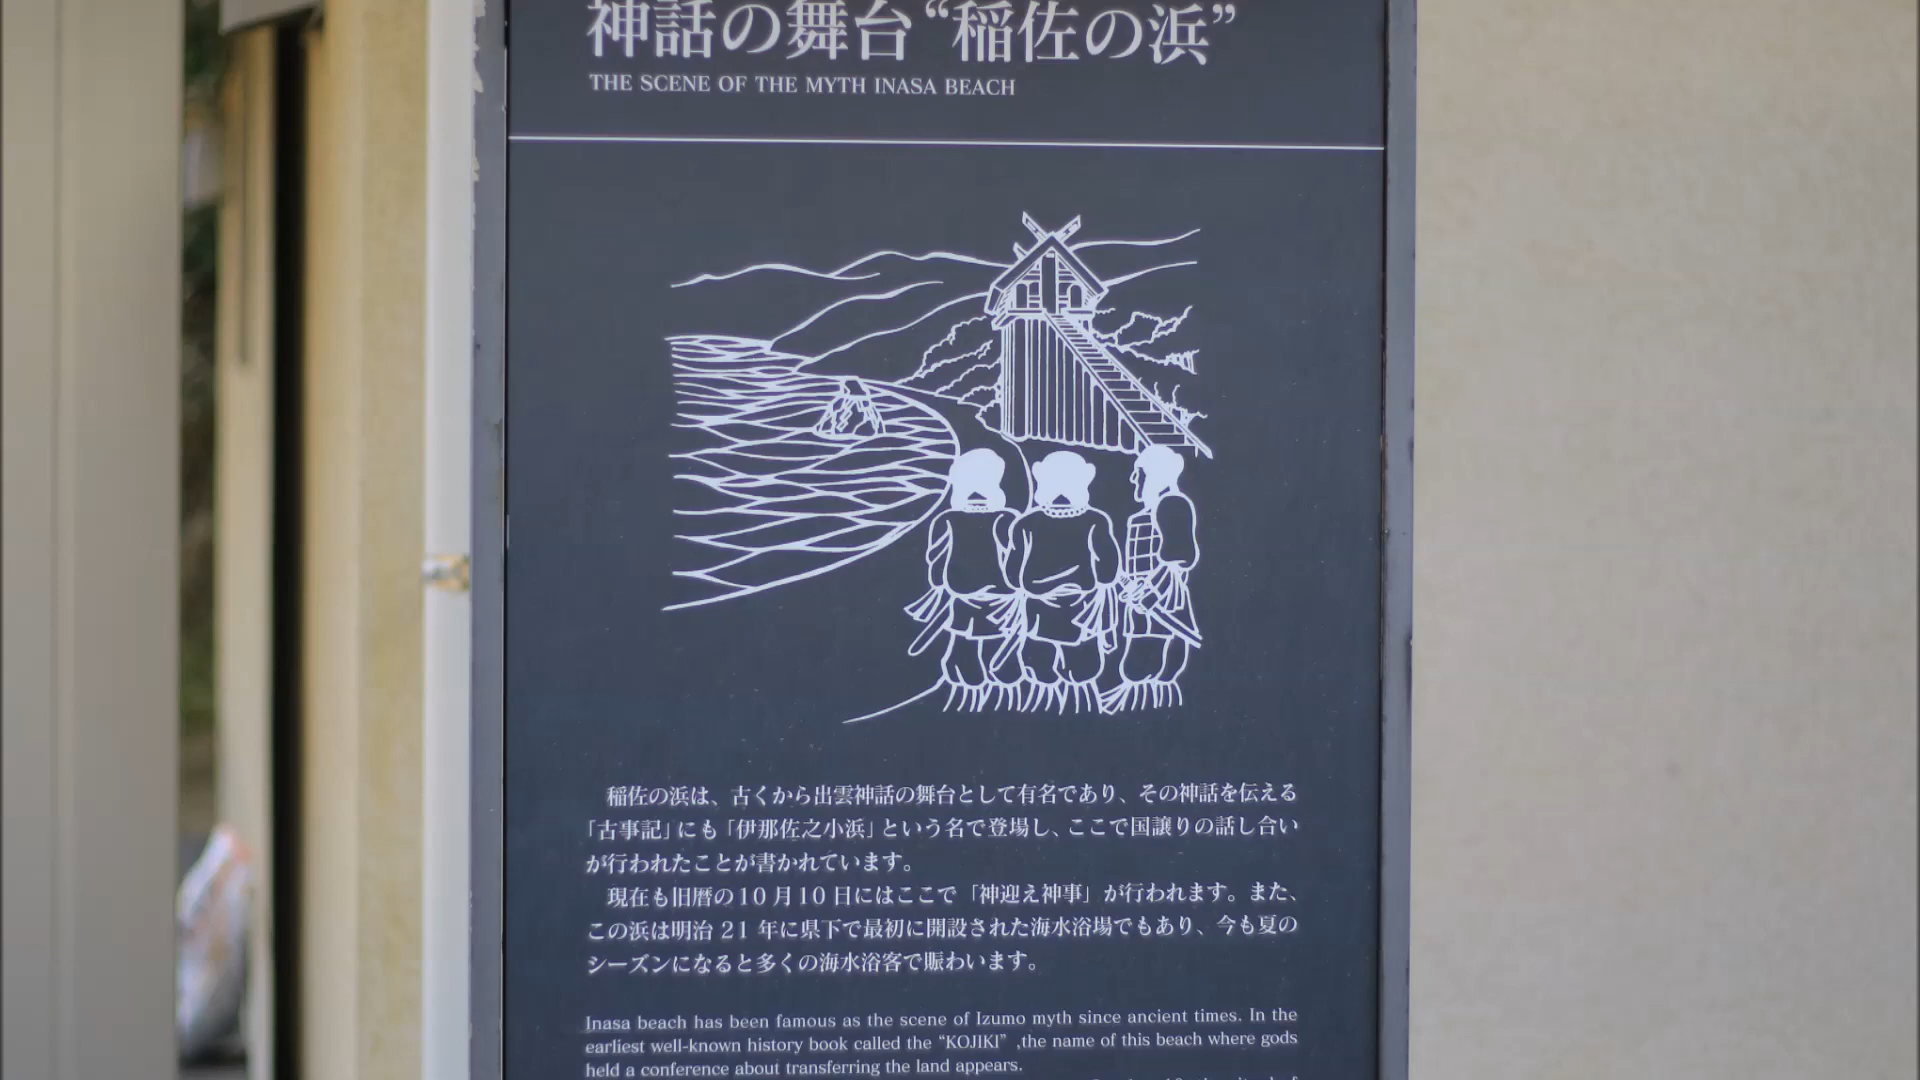 神話の舞台“稲佐の浜”
THE SCENE OF THE MYTH INASA BEACH
稲佐の浜は、古くから出雲神話の舞台として有名であり、その神話を伝える
「古事記」にも「伊那佐之小浜」という名で登場し、ここで国譲りの話し合い
が行われたことが書かれています。
現在も旧暦の10月10日にはここで「神迎え神事」が行われます。また、
この浜は明治 21 年に県下で最初に開設された海水浴場でもあり、今も夏の
シーズンになると多くの海水浴客で賑わいます。
Inasa beach has been famous as the scene of Izumo myth since ancient times. In the
earliest well-known history book called the “KOJIKI” ,the name of this beach where gods
held a conference about transferring the land appears.